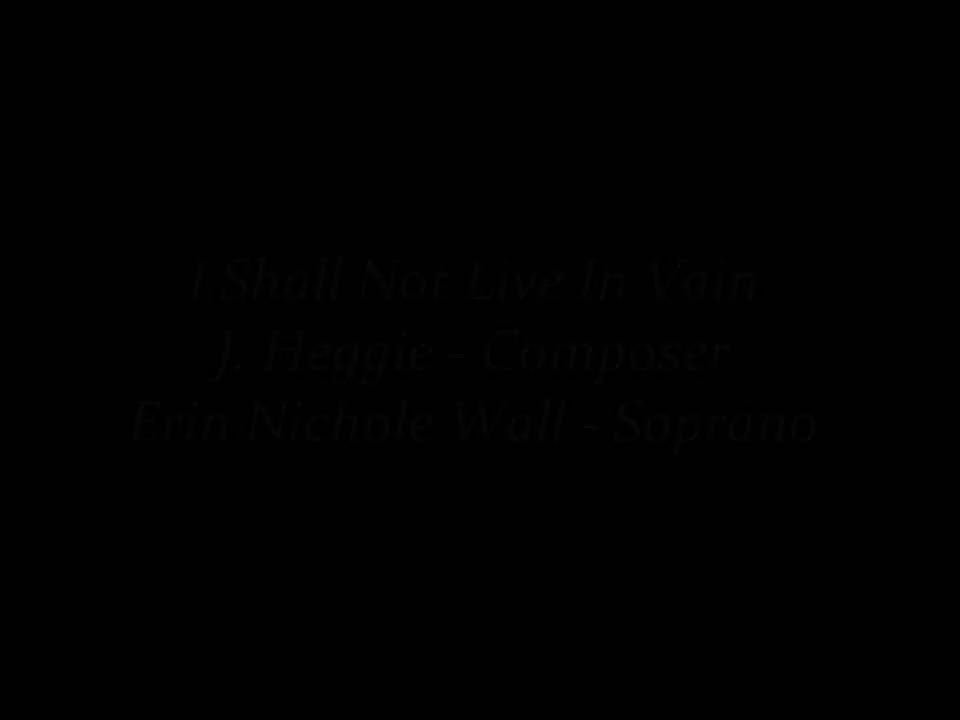 I Shall Not Live In Vain
J. Heggie - Composer
Erin Nichole Wall - Soprano